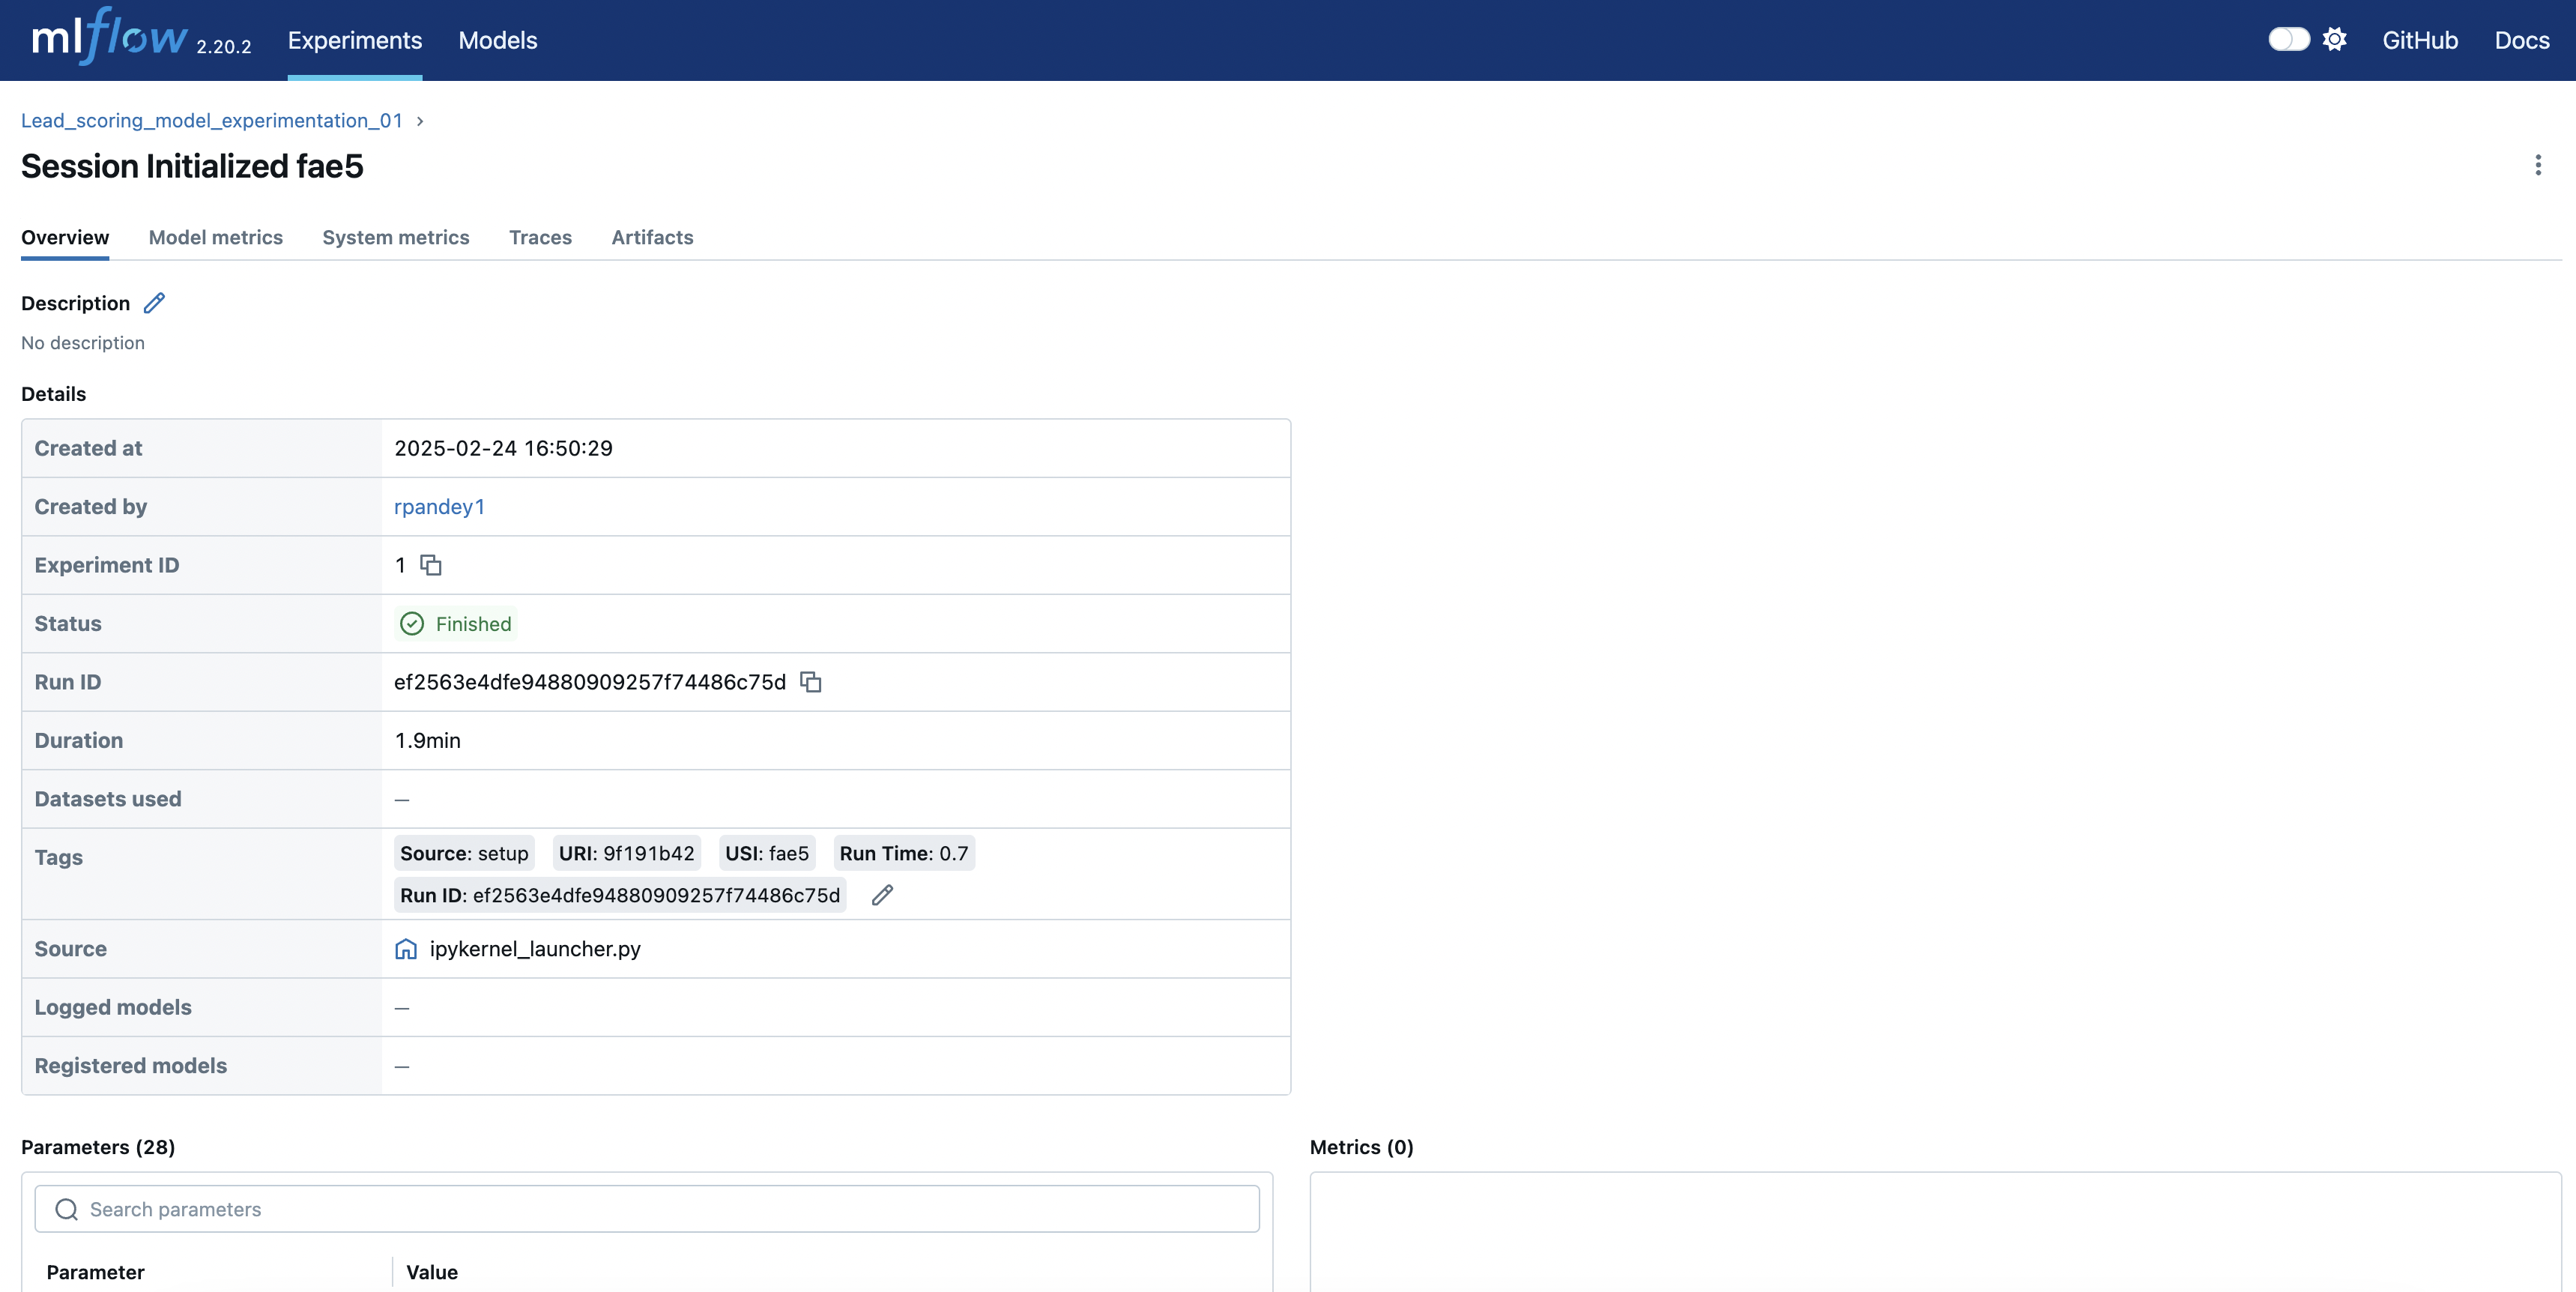 mlflow 2.20.2 Experiments Models GitHub Docs
Lead_scoring_model_experimentation_01 ›
Session Initialized fae5
Overview Model metrics System metrics Traces Artifacts
Description
No description
Details
Created at 2025-02-24 16:50:29
Created by rpandey1
Experiment ID 1
Status Finished
Run ID ef2563e4dfe94880909257f74486c75d
Duration 1.9min
Datasets used —
Tags Source: setup URI: 9f191b42 USI: fae5 Run Time: 0.7
Run ID: ef2563e4dfe94880909257f74486c75d
Source ipykernel_launcher.py
Logged models —
Registered models —
Parameters (28) Metrics (0)
Search parameters
Parameter Value